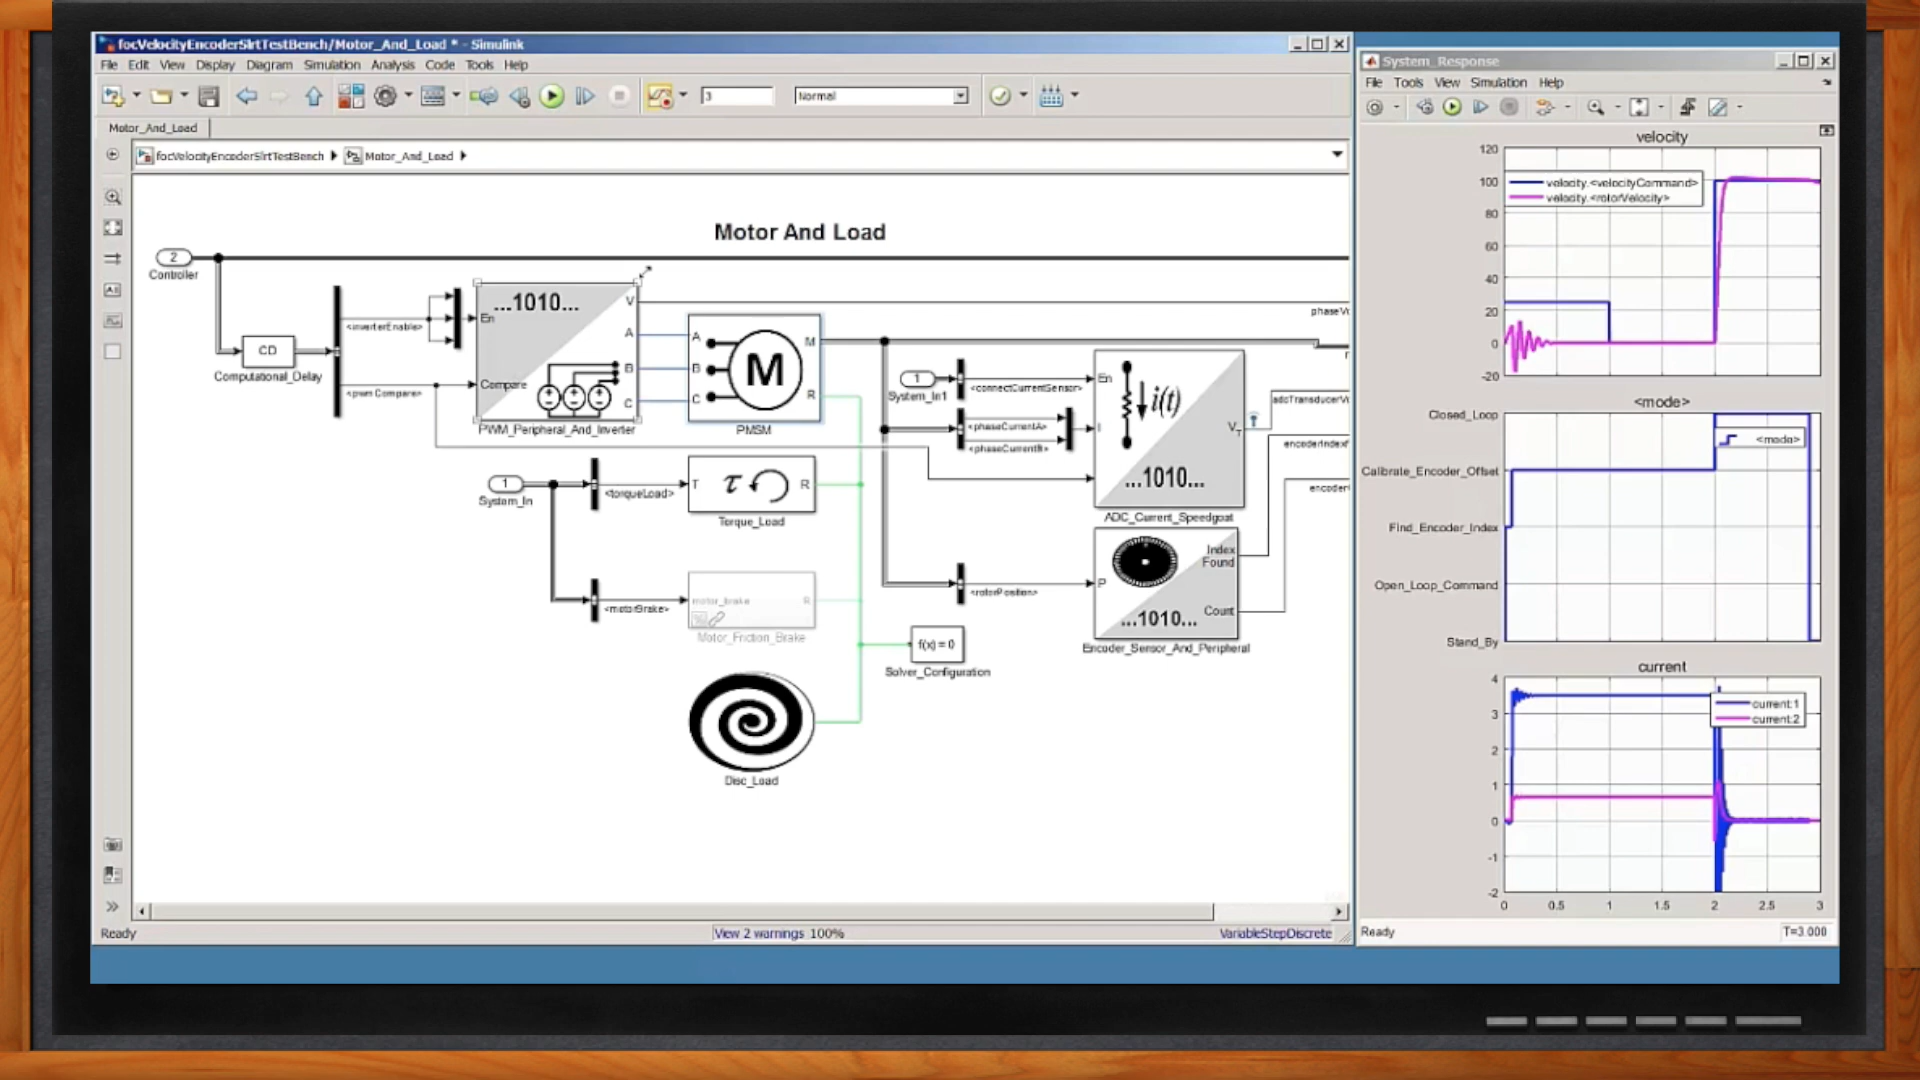 focVelocityEncoderSlrtTestBench/Motor_And_Load * - Simulink
File Edit View Display Diagram Simulation Analysis Code Tools Help
3
Normal
Motor_And_Load
focVelocityEncoderSlrtTestBench Motor_And_Load
Motor And Load
2
Controller
CD
Computational_Delay
<inverterEnable>
<pwmCompare>
...1010...
En
Compare
V
A
B
C
PWM_Peripheral_And_Inverter
A
B
C
M
M
R
PMSM
1
System_In1
<connectCurrentSensor>
<phaseCurrentA>
<phaseCurrentB>
En
I
i(t)
...1010...
ADC_Current_Speedgoat
1
System_In
<torqueLoad>
T
τ
R
Torque_Load
<motorBrake>
motor_brake
R
Motor_Friction_Brake
f(x) = 0
Solver_Configuration
<rotorPosition>
P
Index
Found
Count
...1010...
Encoder_Sensor_And_Peripheral
Disc_Load
Ready
View 2 warnings 100%
VariableStepDiscrete
System_Response
File Tools View Simulation Help
velocity
120
100
80
60
40
20
0
-20
velocity.<velocityCommand>
velocity.<rotorVelocity>
<mode>
Closed_Loop
Calibrate_Encoder_Offset
Find_Encoder_Index
Open_Loop_Command
Stand_By
<mode>
current
4
3
2
1
0
-1
-2
current:1
current:2
0 0.5 1 1.5 2 2.5 3
Ready
T=3.000